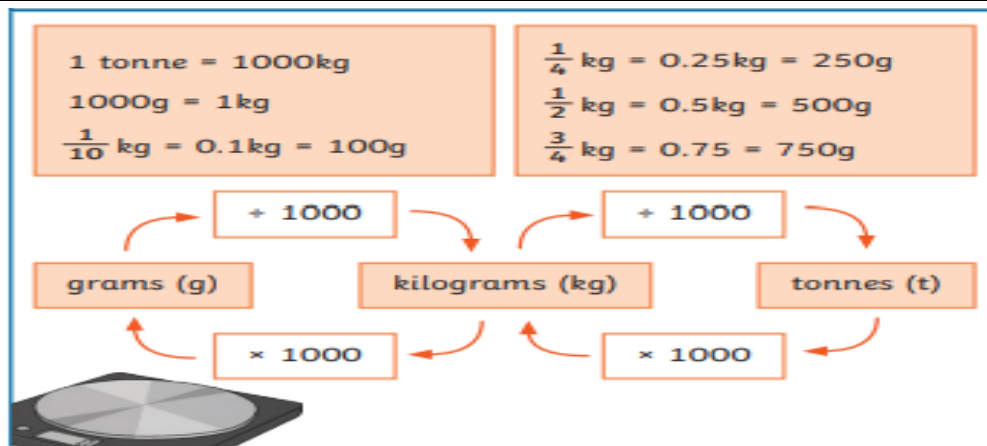 1 tonne = 1000kg
1000g = 1kg
1/10 kg = 0.1kg = 100g
1/4 kg = 0.25kg = 250g
1/2 kg = 0.5kg = 500g
3/4 kg = 0.75 = 750g
÷ 1000
÷ 1000
grams (g)
kilograms (kg)
tonnes (t)
× 1000
× 1000